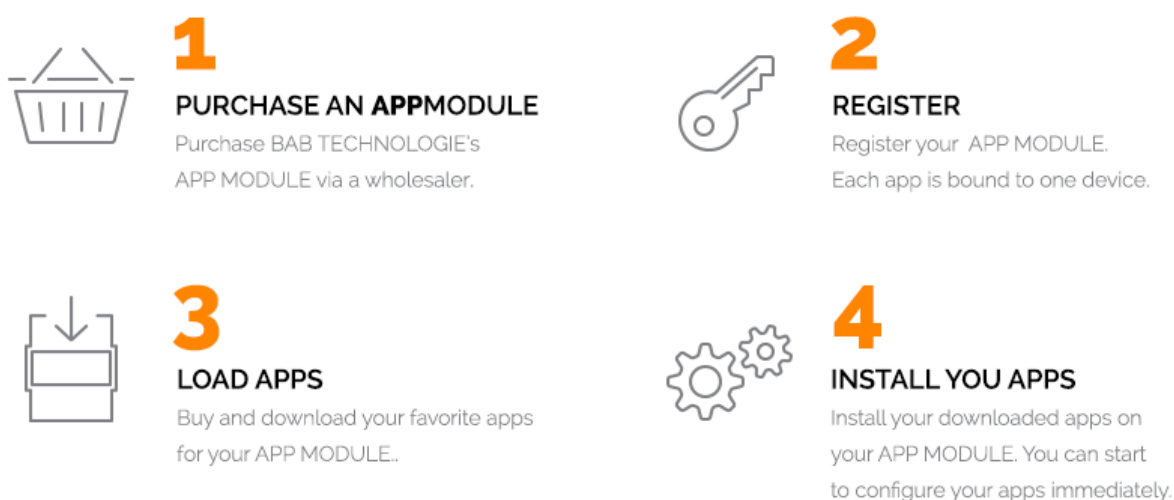 1
PURCHASE AN APPMODULE
Purchase BAB TECHNOLOGIE's
APP MODULE via a wholesaler.
2
REGISTER
Register your APP MODULE.
Each app is bound to one device.
3
LOAD APPS
Buy and download your favorite apps
for your APP MODULE..
4
INSTALL YOU APPS
Install your downloaded apps on
your APP MODULE. You can start
to configure your apps immediately.